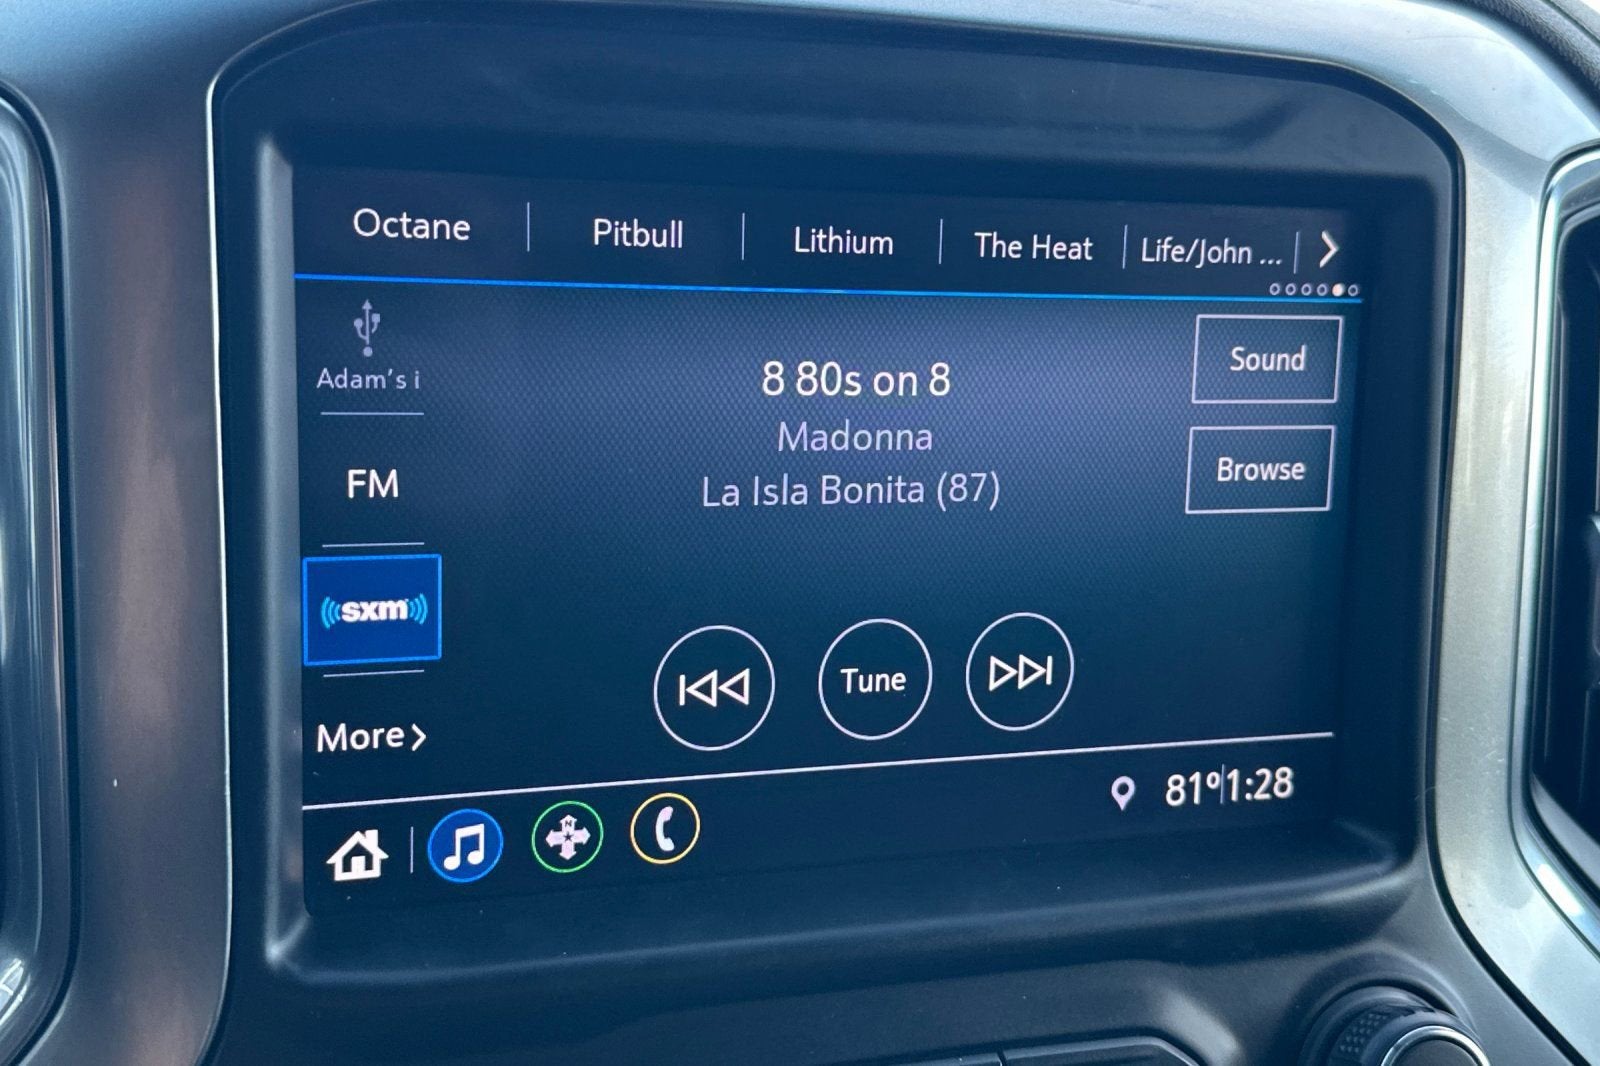 Octane
Pitbull
Lithium
The Heat
Life/John ...
Adam's i
FM
sxm
More
8 80s on 8
Madonna
La Isla Bonita (87)
Sound
Browse
Tune
N
81º 1:28